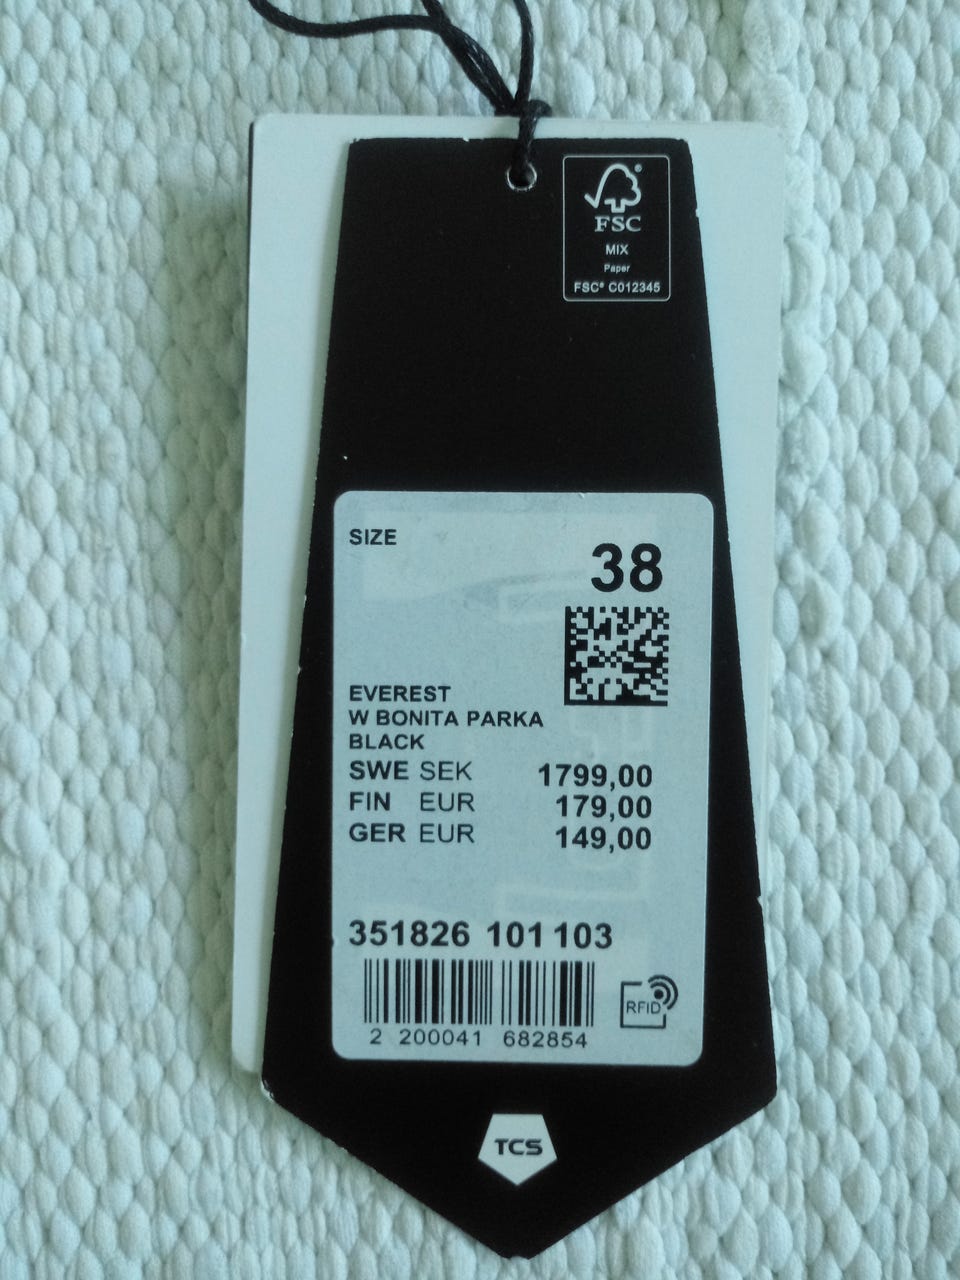 FSC
MIX
Paper
FSC® C012345
SIZE
38
EVEREST
W BONITA PARKA
BLACK
SWE SEK 1799,00
FIN EUR 179,00
GER EUR 149,00
351826 101 103
RFID
2 200041 682854
TCS